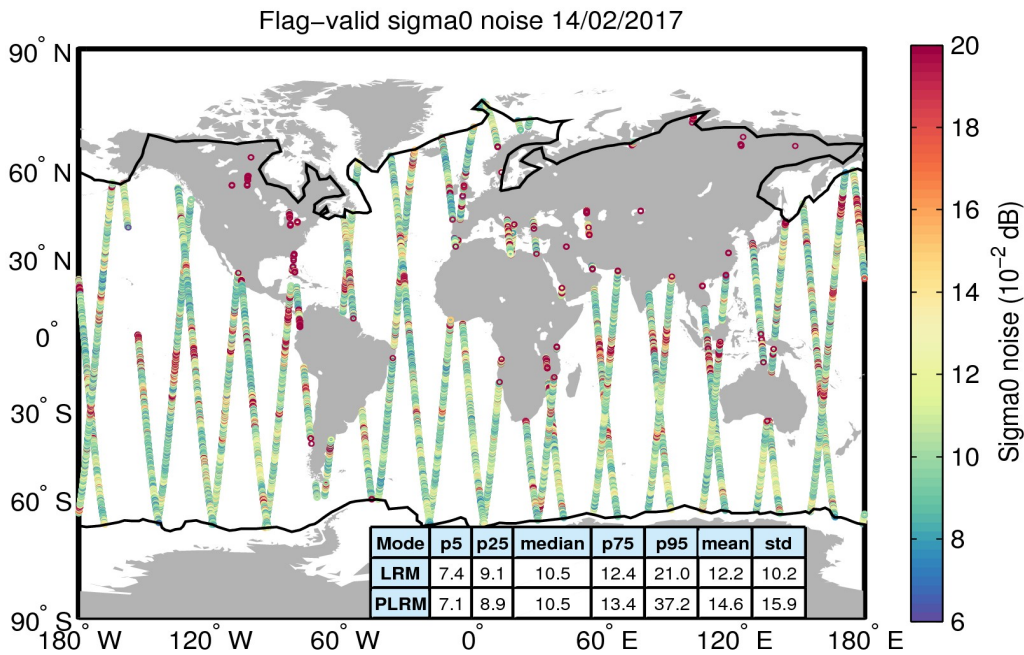 Flag−valid sigma0 noise 14/02/2017
90° N
60° N
30° N
0°
30° S
60° S
90° S
180° W
120° W
60° W
0°
60° E
120° E
180° E
20
18
16
14
12
10
8
6
Sigma0 noise (10⁻² dB)
Mode p5 p25 median p75 p95 mean std
LRM 7.4 9.1 10.5 12.4 21.0 12.2 10.2
PLRM 7.1 8.9 10.5 13.4 37.2 14.6 15.9